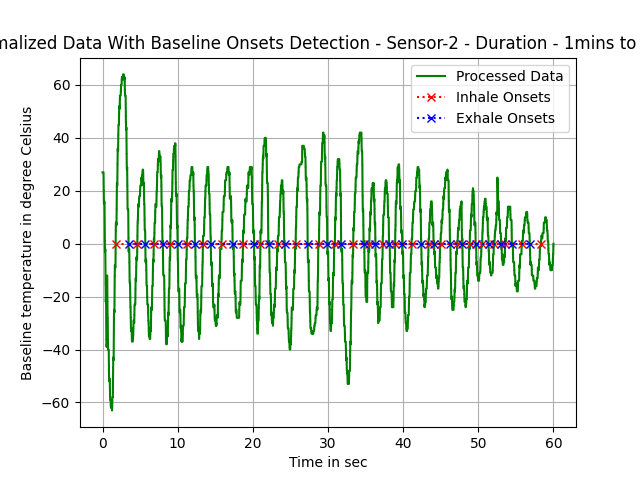 malized Data With Baseline Onsets Detection - Sensor-2 - Duration - 1mins to
Processed Data
Inhale Onsets
Exhale Onsets
Baseline temperature in degree Celsius
60
40
20
0
−20
−40
−60
0 10 20 30 40 50 60
Time in sec